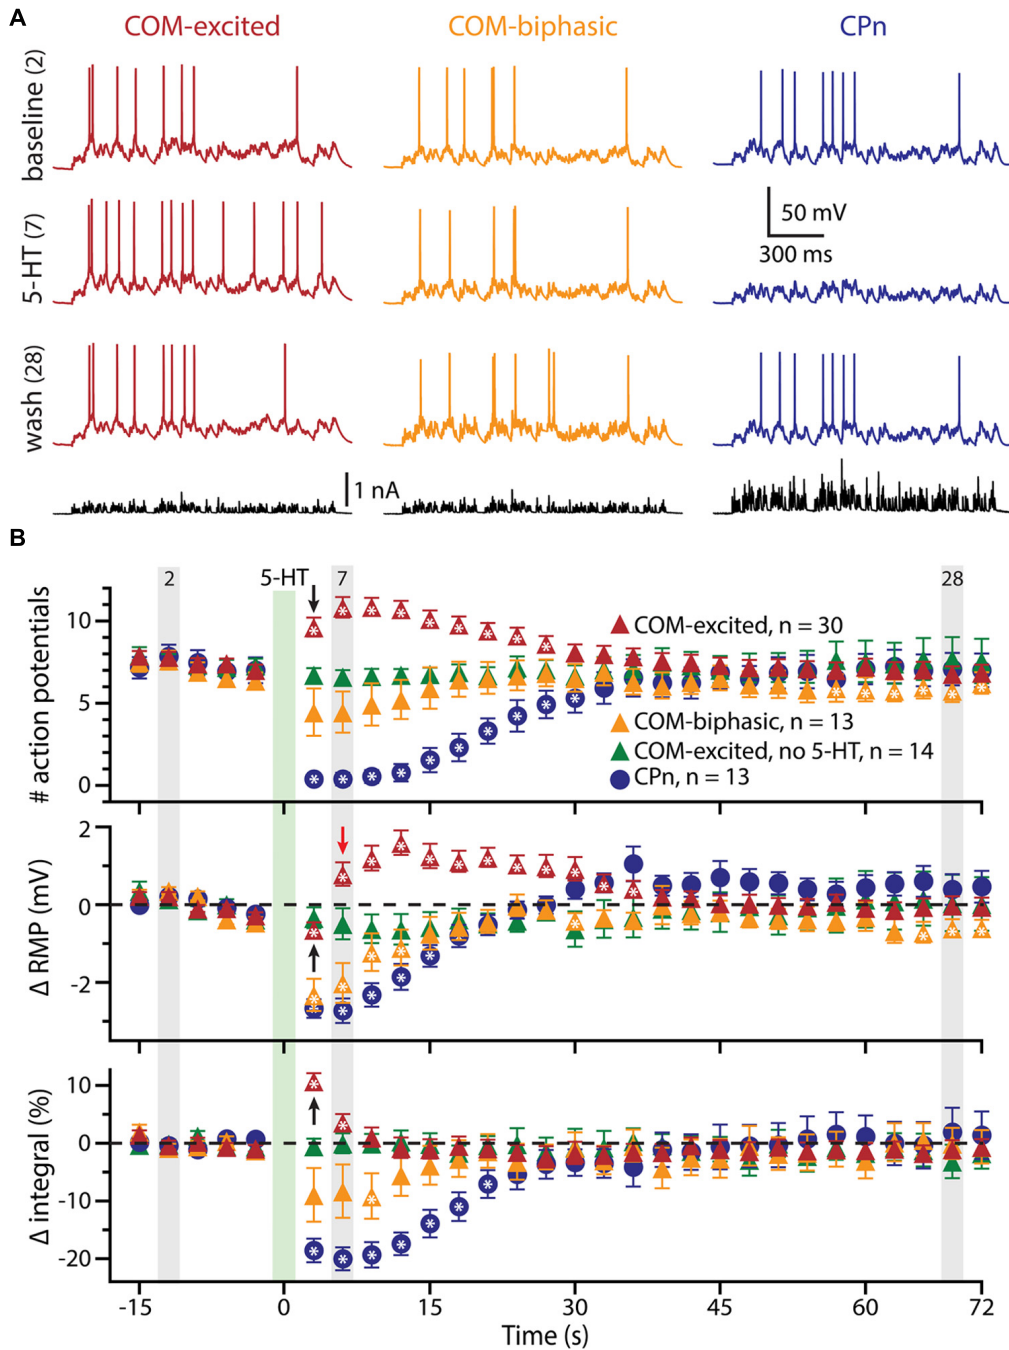 A
COM-excited
COM-biphasic
CPn
baseline (2)
5-HT (7)
50 mV
300 ms
wash (28)
1 nA
B
2
5-HT
7
28
# action potentials
10
5
0
COM-excited, n = 30
COM-biphasic, n = 13
COM-excited, no 5-HT, n = 14
CPn, n = 13
Δ RMP (mV)
2
0
-2
Δ integral (%)
10
0
-10
-20
-15
0
15
30
45
60
72
Time (s)